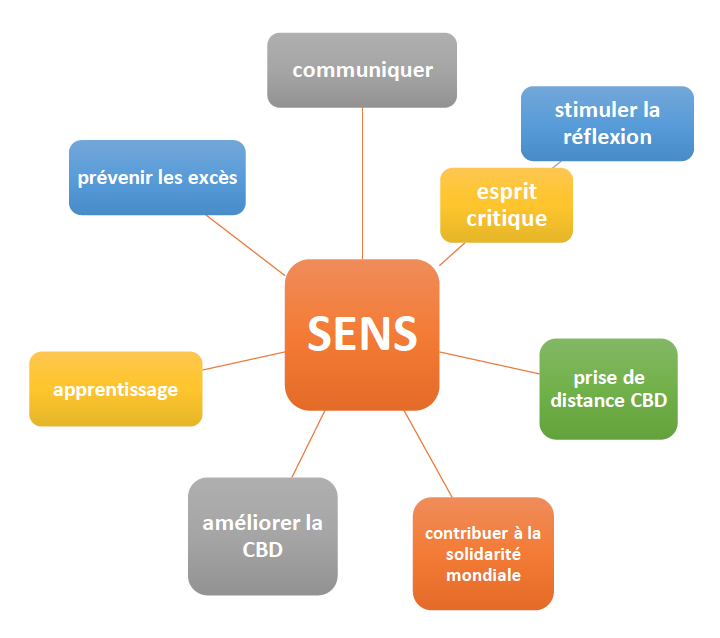 communiquer
stimuler la
réflexion
prévenir les excès
esprit
critique
SENS
prise de
distance CBD
apprentissage
améliorer la
CBD
contribuer à la
solidarité
mondiale